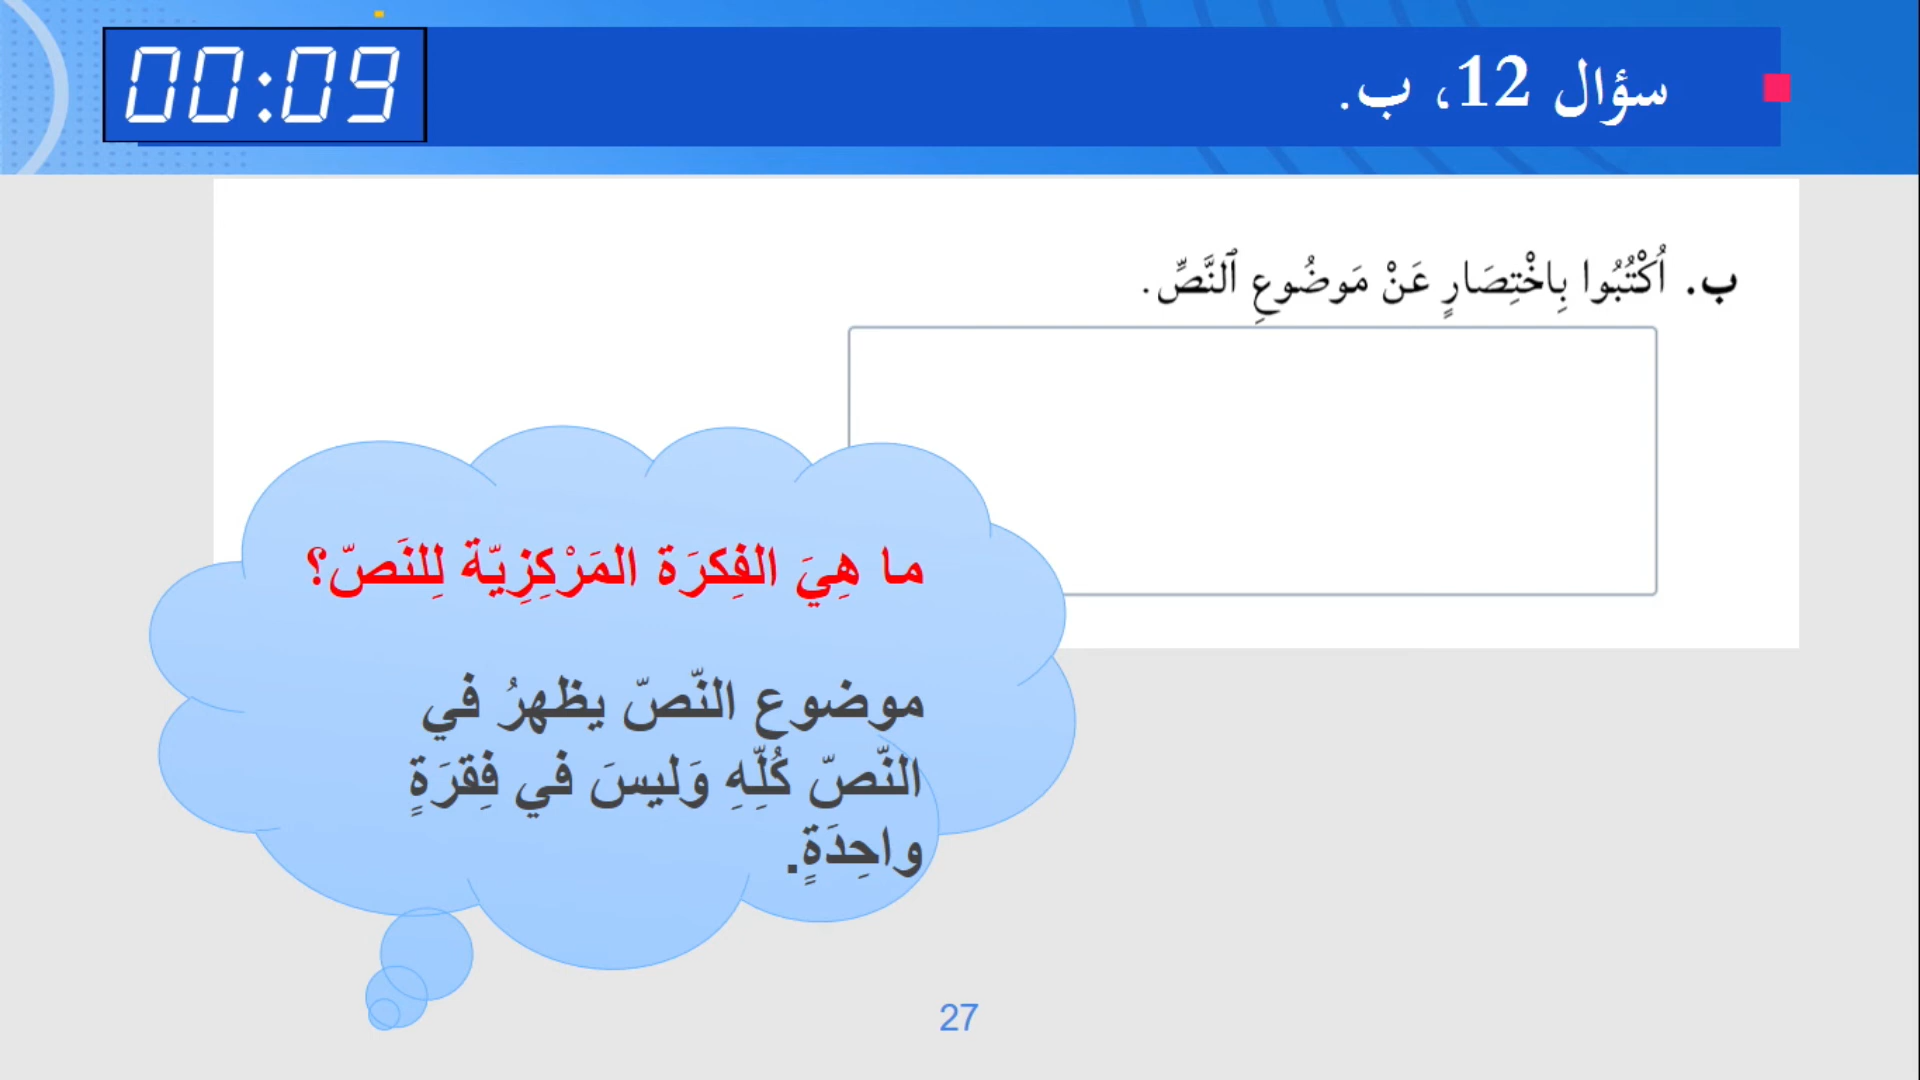 00:09
سؤال 12، ب.
ب. اُكْتُبُوا بِاخْتِصَارٍ عَنْ مَوضُوعِ ٱلنَّصِّ.
ما هِيَ الفِكرَة المَرْكِزِيّة لِلنَصّ؟
موضوع النّصّ يظهرُ في
النّصّ كُلِّهِ وَليسَ في فِقرَةٍ
واحِدَةٍ.
27